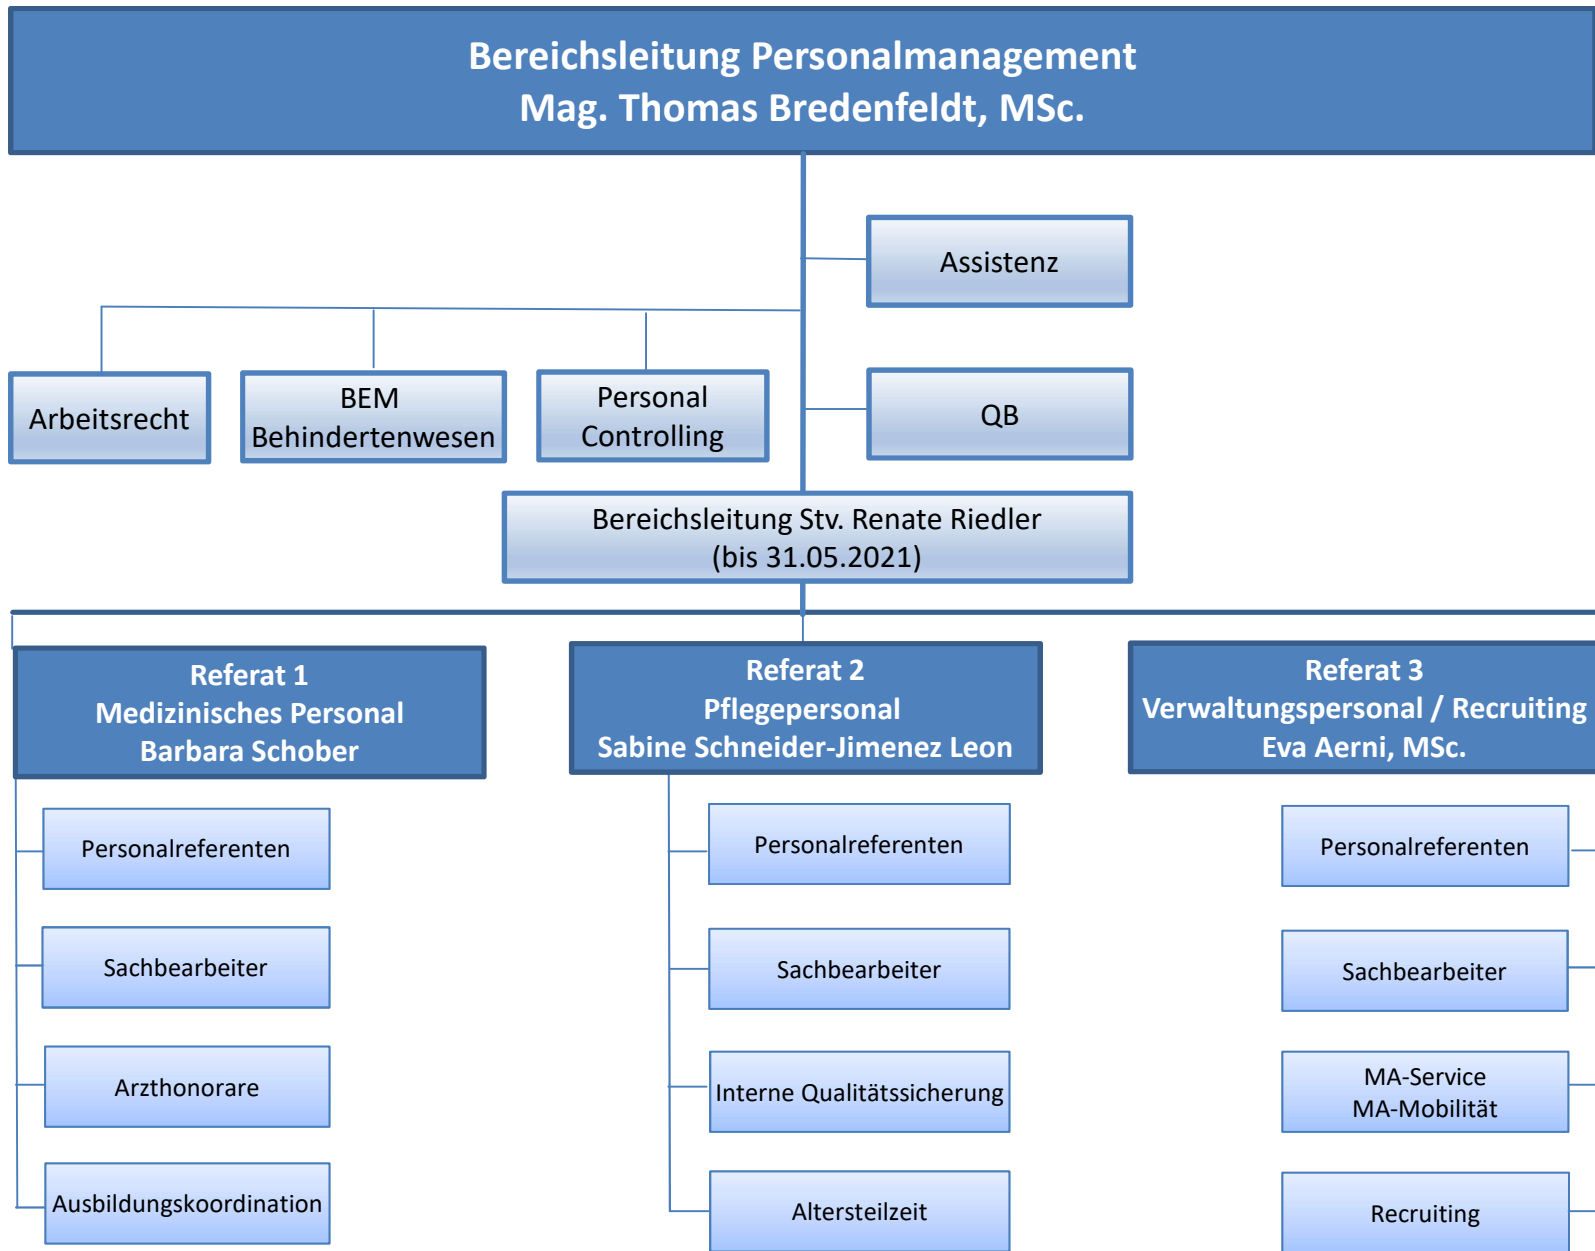 Bereichsleitung Personalmanagement
Mag. Thomas Bredenfeldt, MSc.
Assistenz
Arbeitsrecht
BEM
Behindertenwesen
Personal
Controlling
QB
Bereichsleitung Stv. Renate Riedler
(bis 31.05.2021)
Referat 1
Medizinisches Personal
Barbara Schober
Personalreferenten
Sachbearbeiter
Arzthonorare
Ausbildungskoordination
Referat 2
Pflegepersonal
Sabine Schneider-Jimenez Leon
Personalreferenten
Sachbearbeiter
Interne Qualitätssicherung
Altersteilzeit
Referat 3
Verwaltungspersonal / Recruiting
Eva Aerni, MSc.
Personalreferenten
Sachbearbeiter
MA-Service
MA-Mobilität
Recruiting